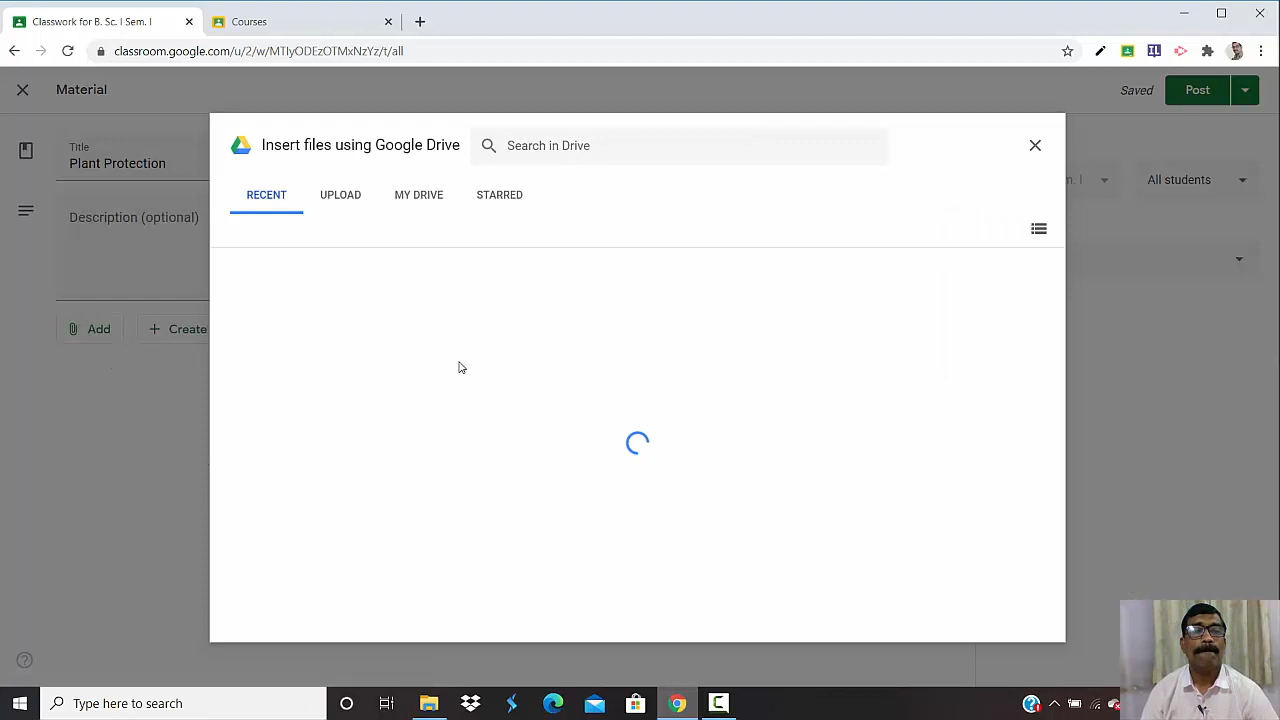 Classwork for B. Sc. I Sem. I
Courses
classroom.google.com/u/2/w/MTIyODEzOTMxNzYz/t/all
Material
Saved
Post
Insert files using Google Drive
Search in Drive
Title
Plant Protection
m. I
All students
RECENT
UPLOAD
MY DRIVE
STARRED
Description (optional)
Add
Create
Type here to search